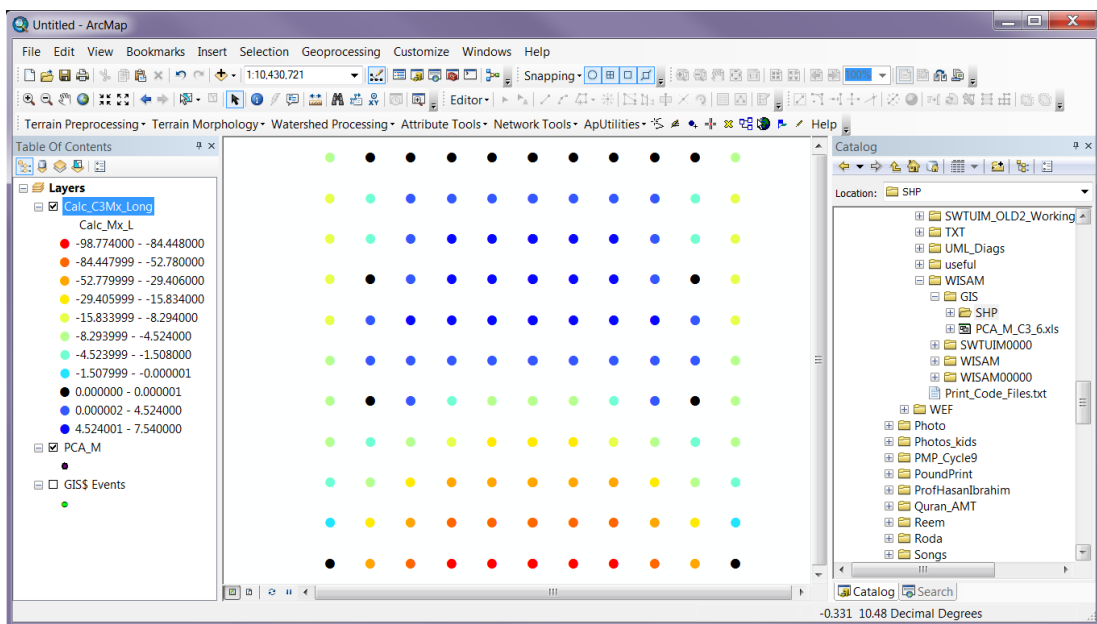 Untitled - ArcMap
File Edit View Bookmarks Insert Selection Geoprocessing Customize Windows Help
1:10,430,721 Snapping 100%
Editor
Terrain Preprocessing Terrain Morphology Watershed Processing Attribute Tools Network Tools ApUtilities Help
Table Of Contents
Layers
Calc_C3Mx_Long
Calc_Mx_L
-98.774000 - -84.448000
-84.447999 - -52.780000
-52.779999 - -29.406000
-29.405999 - -15.834000
-15.833999 - -8.294000
-8.293999 - -4.524000
-4.523999 - -1.508000
-1.507999 - -0.000001
0.000000 - 0.000001
0.000002 - 4.524000
4.524001 - 7.540000
PCA_M
GIS$ Events
Catalog
Location: SHP
SWTUIM_OLD2_Working
TXT
UML_Diags
useful
WISAM
GIS
SHP
PCA_M_C3_6.xls
SWTUIM0000
WISAM
WISAM00000
Print_Code_Files.txt
WEF
Photo
Photos_kids
PMP_Cycle9
PoundPrint
ProfHasanIbrahim
Quran_AMT
Reem
Roda
Songs
Catalog Search
-0.331 10.48 Decimal Degrees